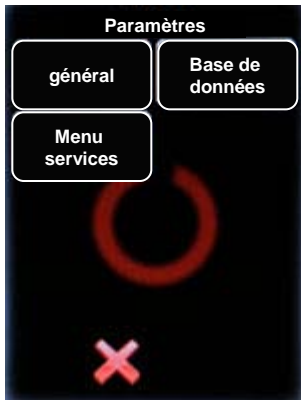 Paramètres
général
Base de
données
Menu
services